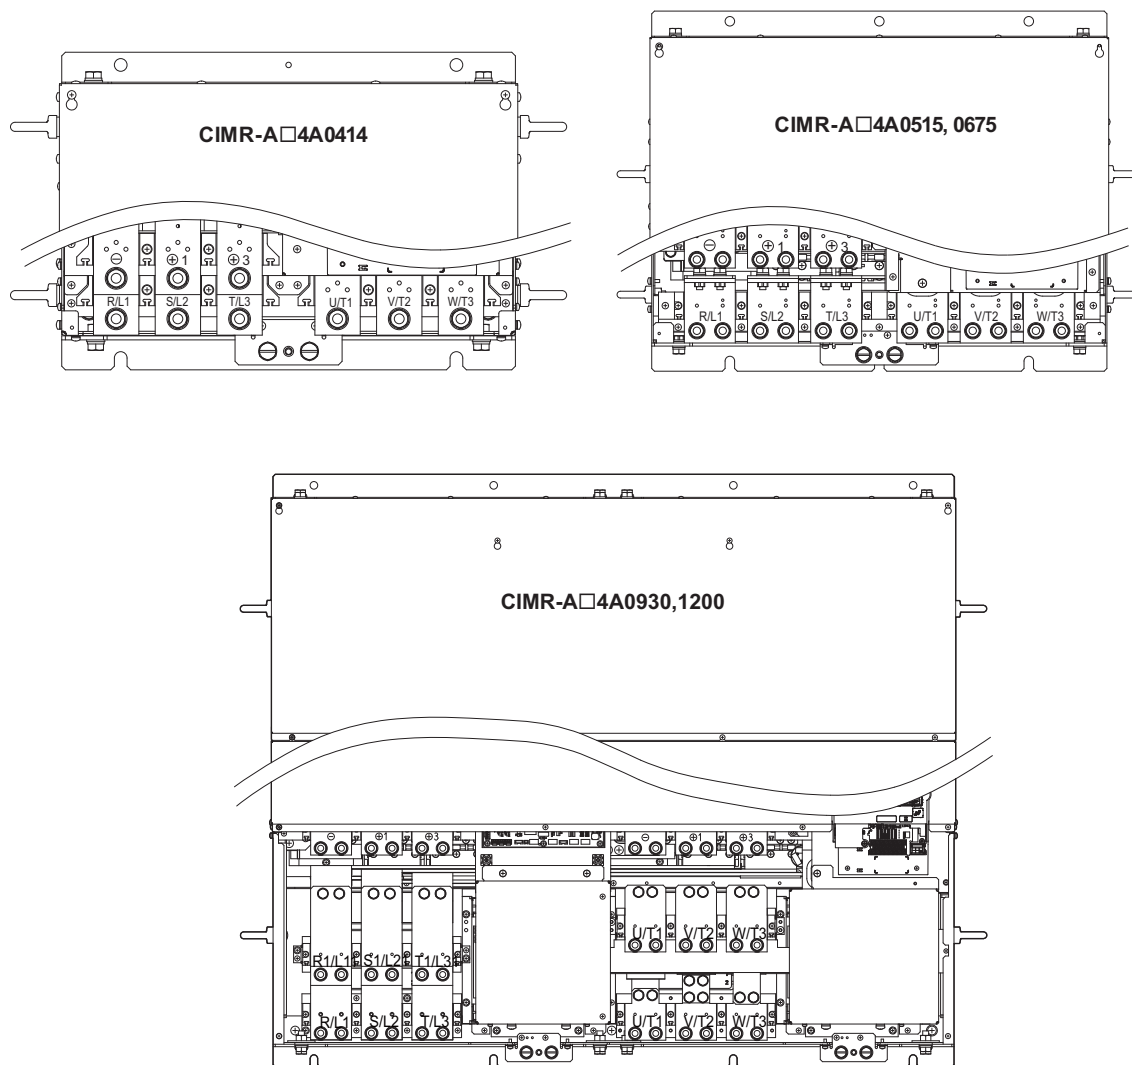 CIMR-A□4A0414
⊖ ⊕1 ⊕3
R/L1 S/L2 T/L3 U/T1 V/T2 W/T3
CIMR-A□4A0515, 0675
⊖ ⊕1 ⊕3
R/L1 S/L2 T/L3 U/T1 V/T2 W/T3
CIMR-A□4A0930,1200
− +1 +3 − +1 +3
U/T1 V/T2 W/T3
R1/L11 S1/L21 T1/L31
R/L1 S/L2 T/L3 U/T1 V/T2 W/T3